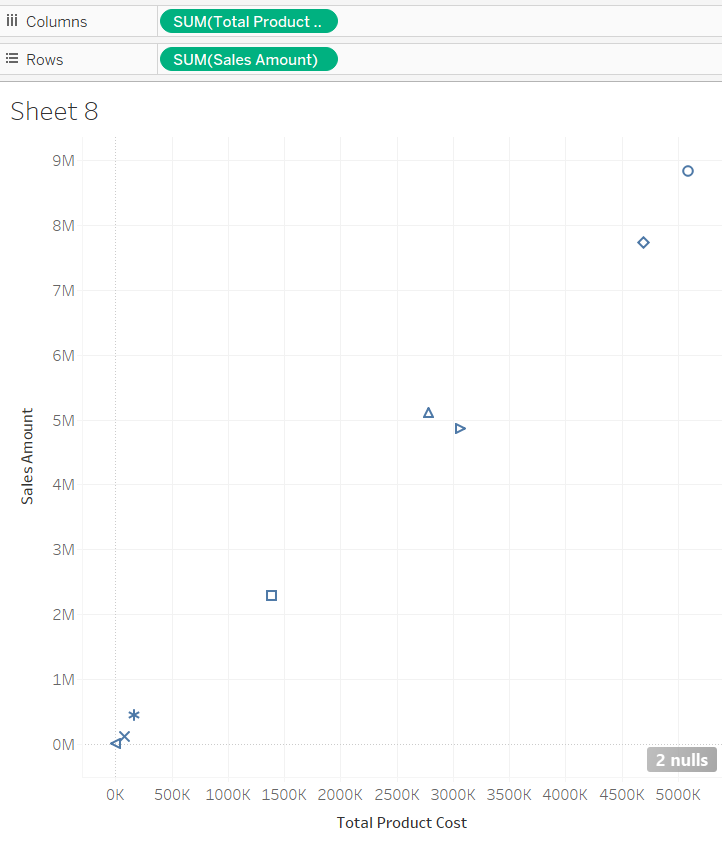 Columns
SUM(Total Product ..
Rows
SUM(Sales Amount)
Sheet 8
9M
8M
7M
6M
5M
4M
3M
2M
1M
0M
Sales Amount
2 nulls
0K 500K 1000K 1500K 2000K 2500K 3000K 3500K 4000K 4500K 5000K
Total Product Cost